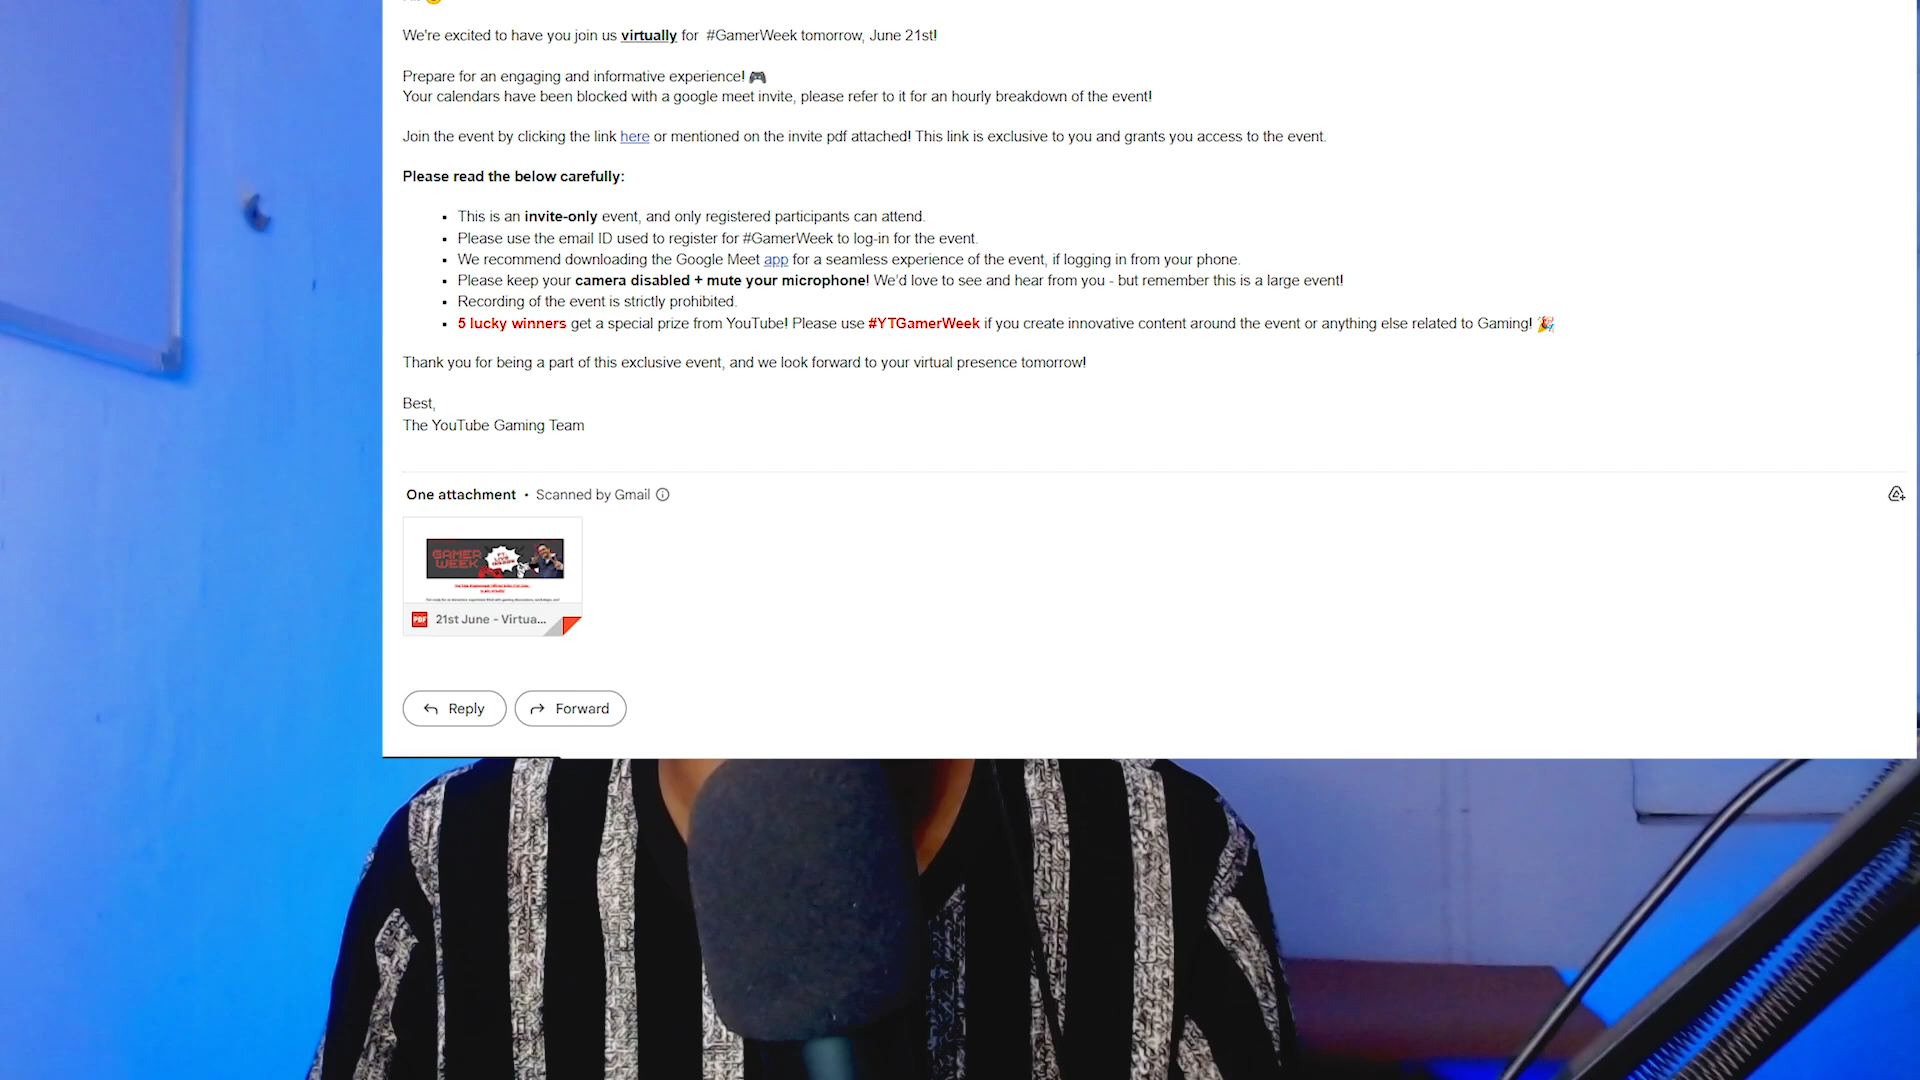 We're excited to have you join us virtually for #GamerWeek tomorrow, June 21st!
Prepare for an engaging and informative experience! 🎮
Your calendars have been blocked with a google meet invite, please refer to it for an hourly breakdown of the event!
Join the event by clicking the link here or mentioned on the invite pdf attached! This link is exclusive to you and grants you access to the event.
Please read the below carefully:
▪ This is an invite-only event, and only registered participants can attend.
▪ Please use the email ID used to register for #GamerWeek to log-in for the event.
▪ We recommend downloading the Google Meet app for a seamless experience of the event, if logging in from your phone.
▪ Please keep your camera disabled + mute your microphone! We'd love to see and hear from you - but remember this is a large event!
▪ Recording of the event is strictly prohibited.
▪ 5 lucky winners get a special prize from YouTube! Please use #YTGamerWeek if you create innovative content around the event or anything else related to Gaming! 🎉
Thank you for being a part of this exclusive event, and we look forward to your virtual presence tomorrow!
Best,
The YouTube Gaming Team
One attachment • Scanned by Gmail
GAMER
WEEK
PDF 21st June - Virtua...
Reply Forward